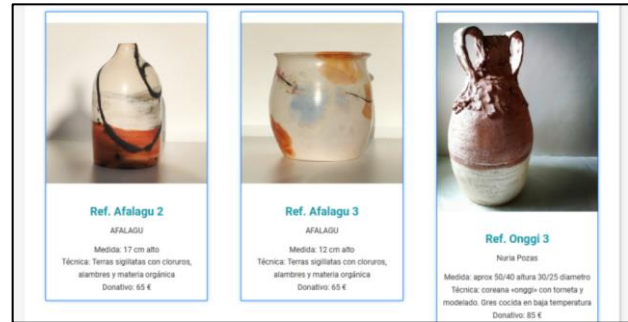 Ref. Afalagu 2
AFALAGU
Medida: 17 cm alto
Técnica: Terras sigillatas con cloruros,
alambres y materia orgánica
Donativo: 65 €
Ref. Afalagu 3
AFALAGU
Medida: 12 cm alto
Técnica: Terras sigillatas con cloruros,
alambres y materia orgánica
Donativo: 65 €
Ref. Onggi 3
Nuria Pozas
Medida: aprox 50/40 altura 30/25 diametro
Técnica: coreana «onggi» con torneta y
modelado. Gres cocida en baja temperatura
Donativo: 85 €